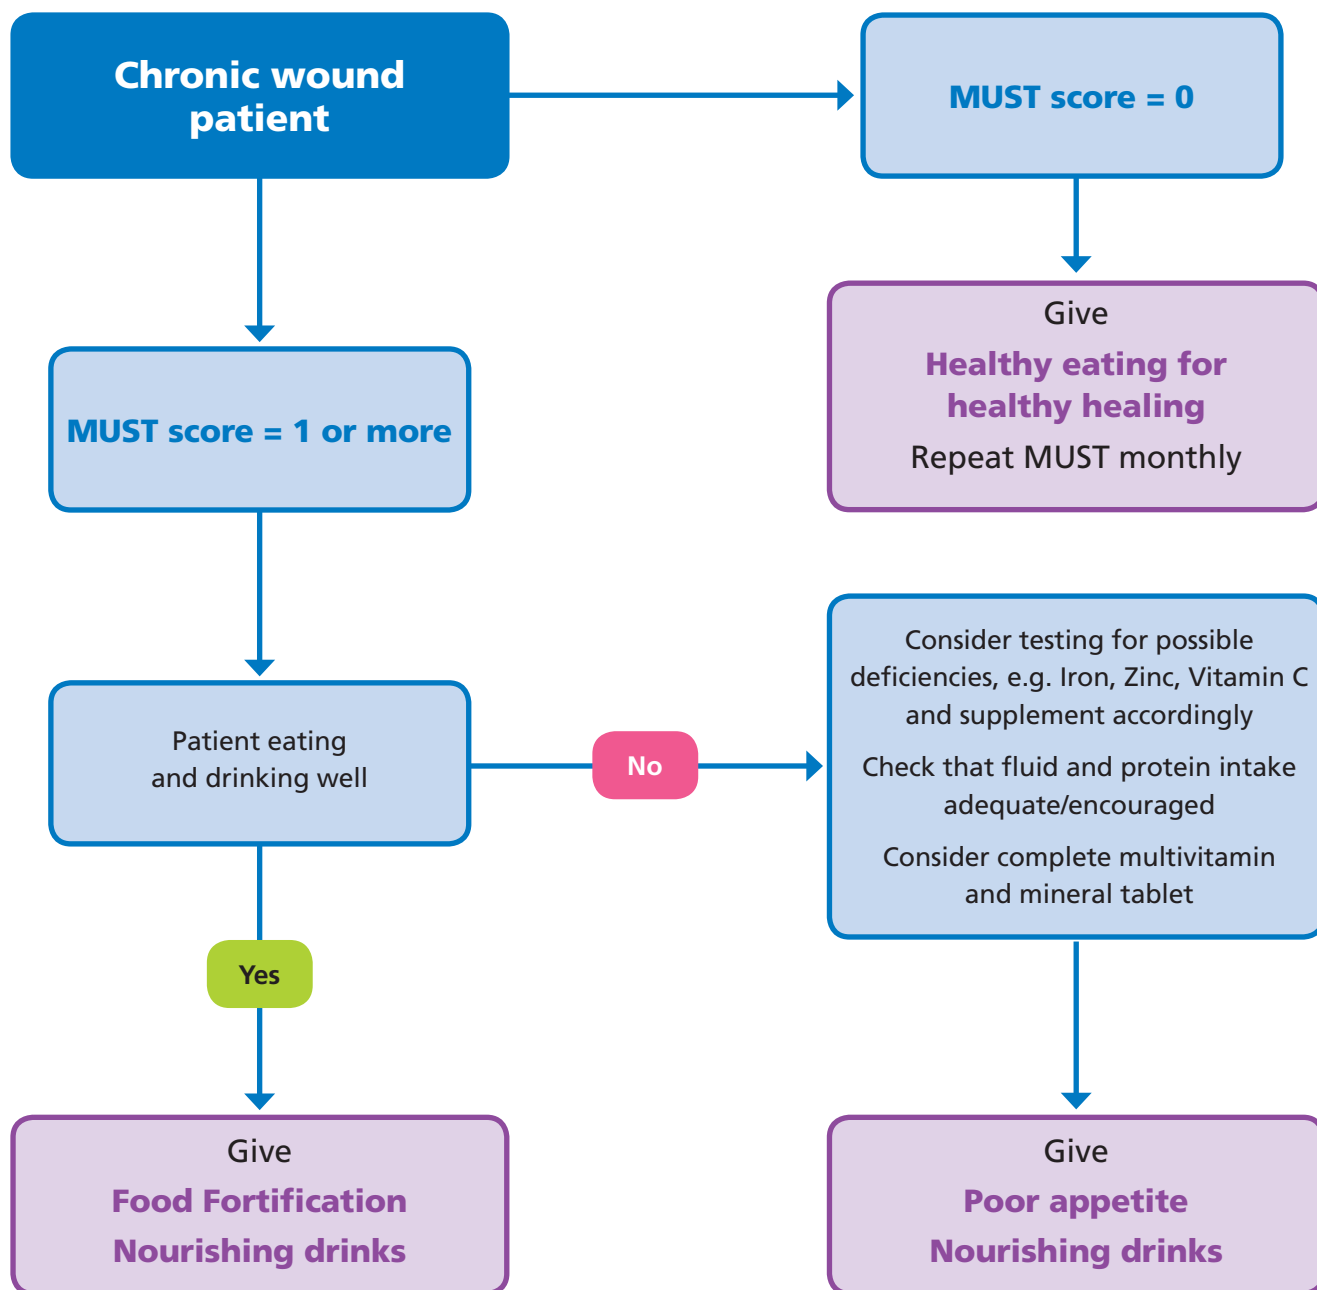 Chronic wound
patient
MUST score = 0
Give
Healthy eating for
healthy healing
Repeat MUST monthly
MUST score = 1 or more
Patient eating
and drinking well
No
Consider testing for possible
deficiencies, e.g. Iron, Zinc, Vitamin C
and supplement accordingly
Check that fluid and protein intake
adequate/encouraged
Consider complete multivitamin
and mineral tablet
Yes
Give
Food Fortification
Nourishing drinks
Give
Poor appetite
Nourishing drinks